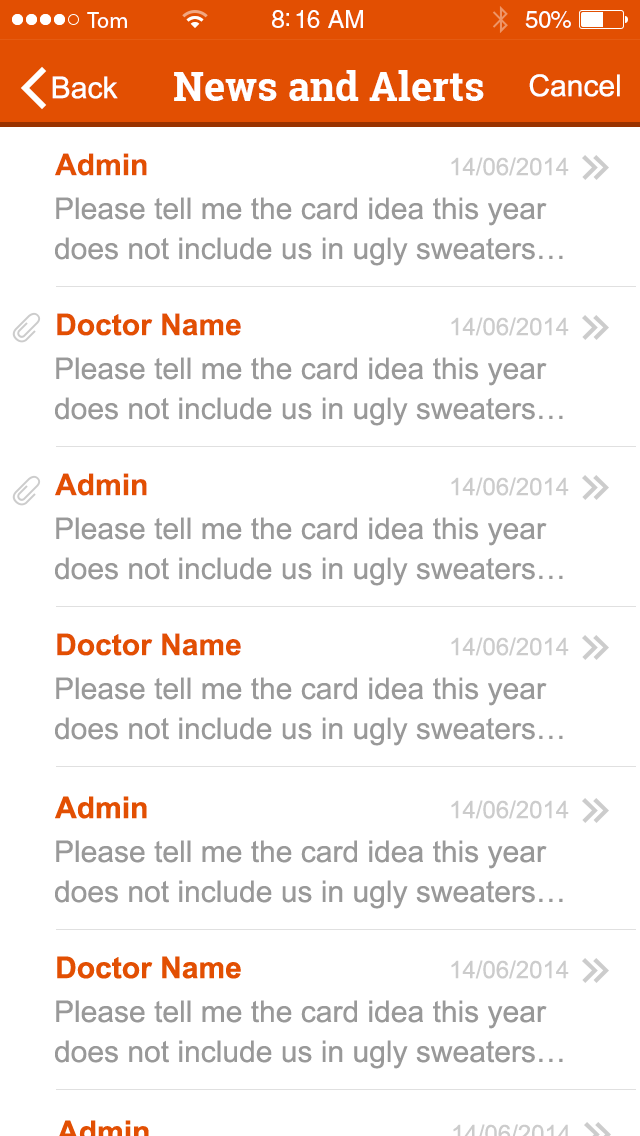 Tom 8:16 AM 50%
Back News and Alerts Cancel
Admin 14/06/2014
Please tell me the card idea this year
does not include us in ugly sweaters…
Doctor Name 14/06/2014
Please tell me the card idea this year
does not include us in ugly sweaters…
Admin 14/06/2014
Please tell me the card idea this year
does not include us in ugly sweaters…
Doctor Name 14/06/2014
Please tell me the card idea this year
does not include us in ugly sweaters…
Admin 14/06/2014
Please tell me the card idea this year
does not include us in ugly sweaters…
Doctor Name 14/06/2014
Please tell me the card idea this year
does not include us in ugly sweaters…
Admin 14/06/2014